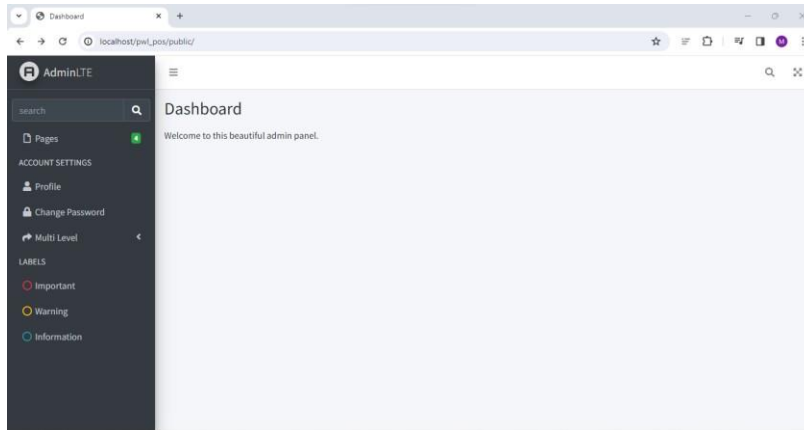 Dashboard
localhost/pwl_pos/public/
M
AdminLTE
search
Pages
4
ACCOUNT SETTINGS
Profile
Change Password
Multi Level
LABELS
Important
Warning
Information
Dashboard
Welcome to this beautiful admin panel.